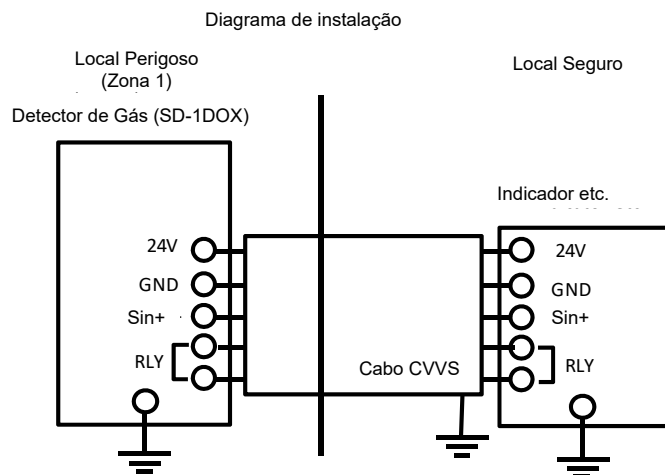 Diagrama de instalação
Local Perigoso
(Zona 1)
Local Seguro
Detector de Gás (SD-1DOX)
Indicador etc.
24V
GND
Sin+
RLY
Cabo CVVS
24V
GND
Sin+
RLY